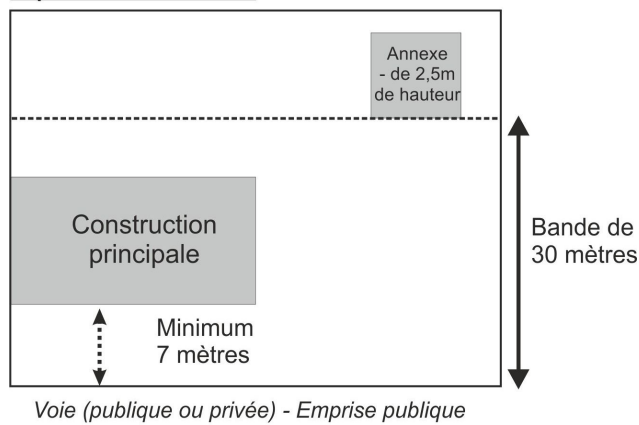 Annexe
- de 2,5m
de hauteur
Construction
principale
Bande de
30 mètres
Minimum
7 mètres
Voie (publique ou privée) - Emprise publique